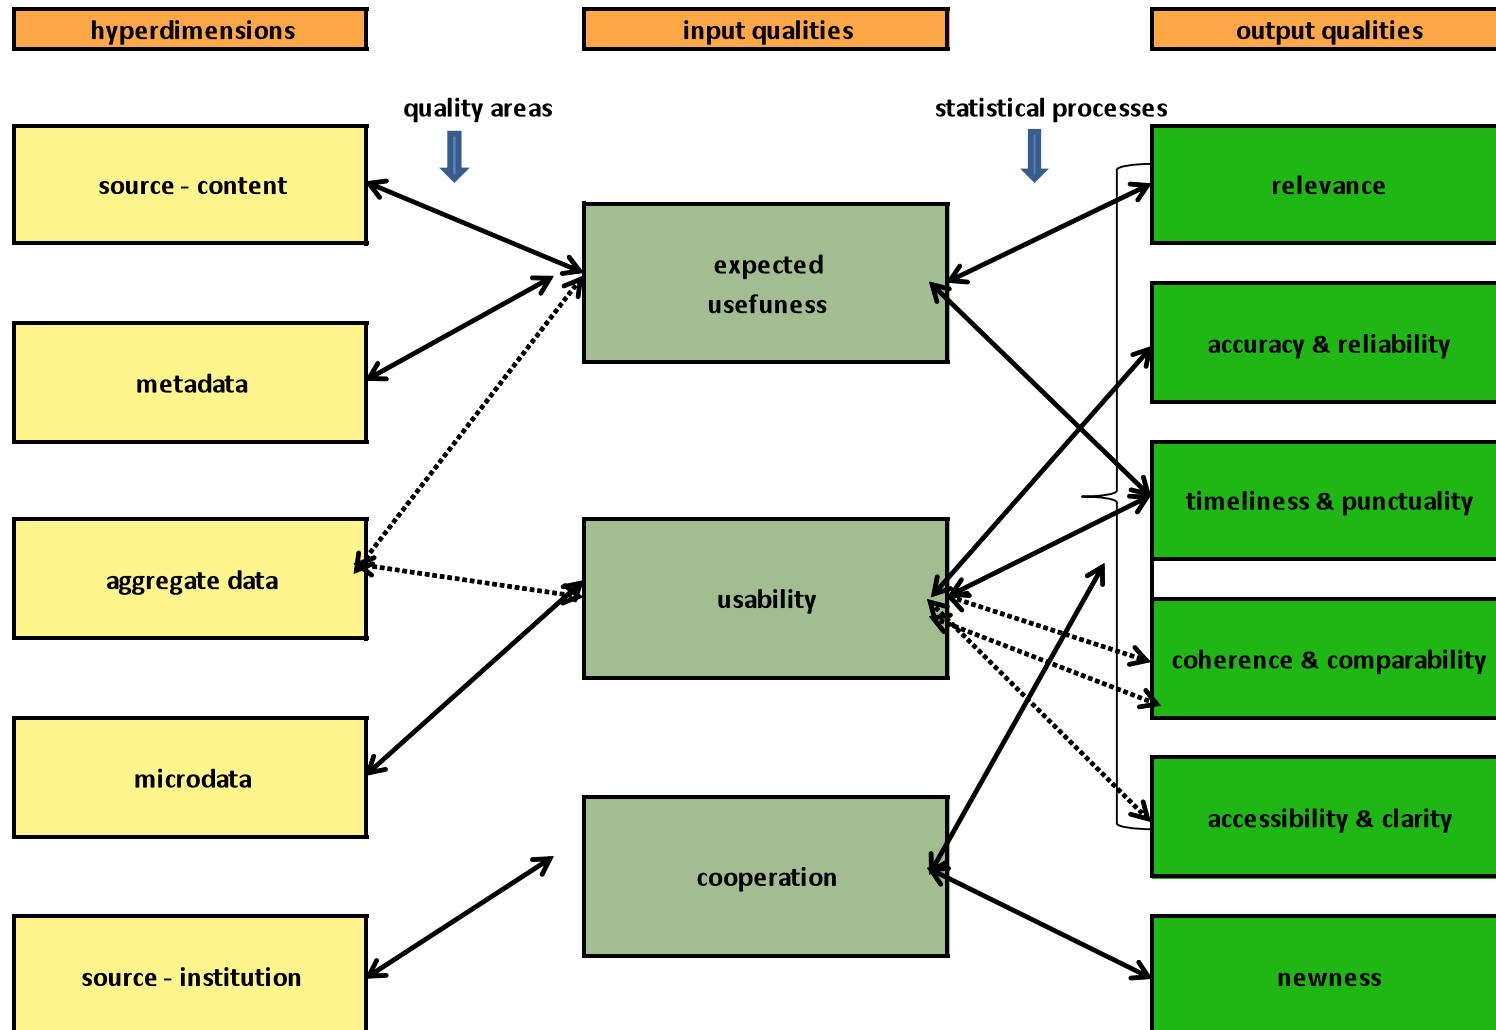 hyperdimensions
input qualities
output qualities
quality areas
statistical processes
source - content
metadata
aggregate data
microdata
source - institution
expected
usefuness
usability
cooperation
relevance
accuracy & reliability
timeliness & punctuality
coherence & comparability
accessibility & clarity
newness